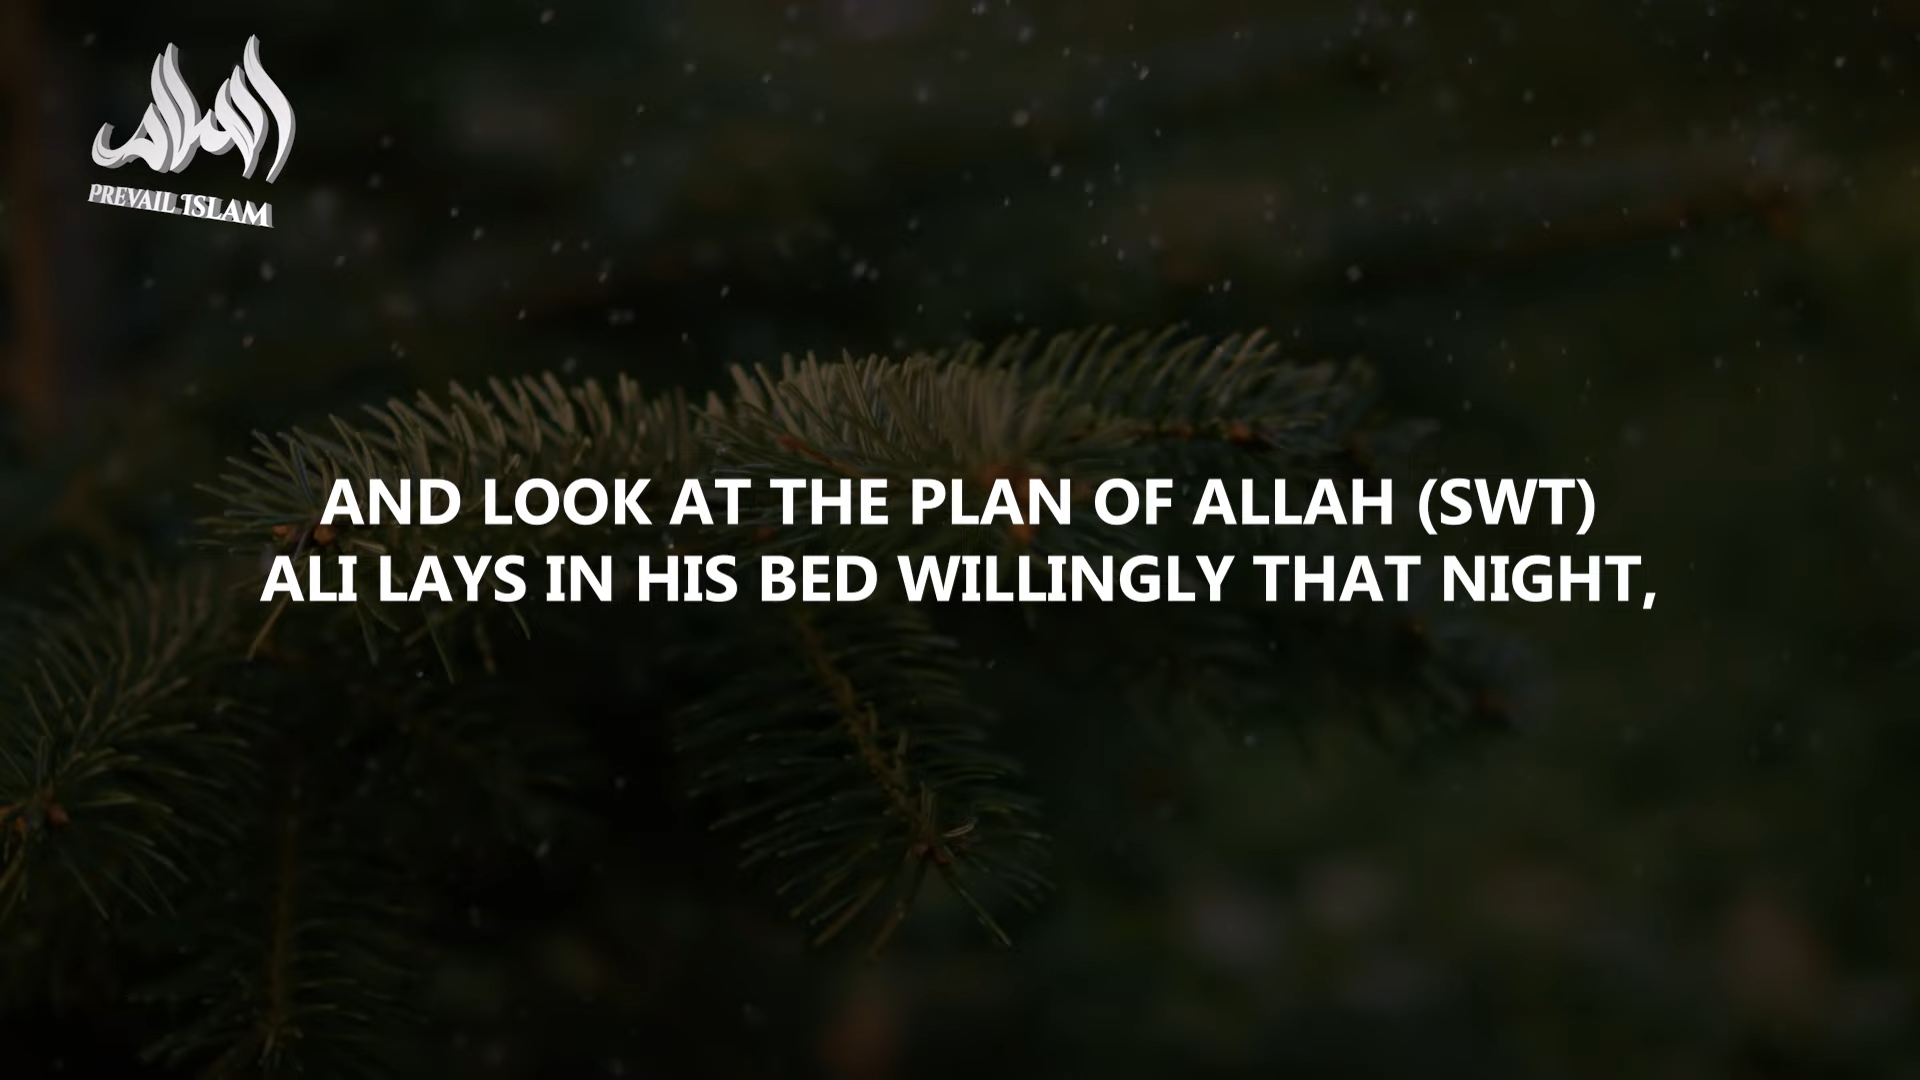 PREVAIL ISLAM
AND LOOK AT THE PLAN OF ALLAH (SWT)
ALI LAYS IN HIS BED WILLINGLY THAT NIGHT,